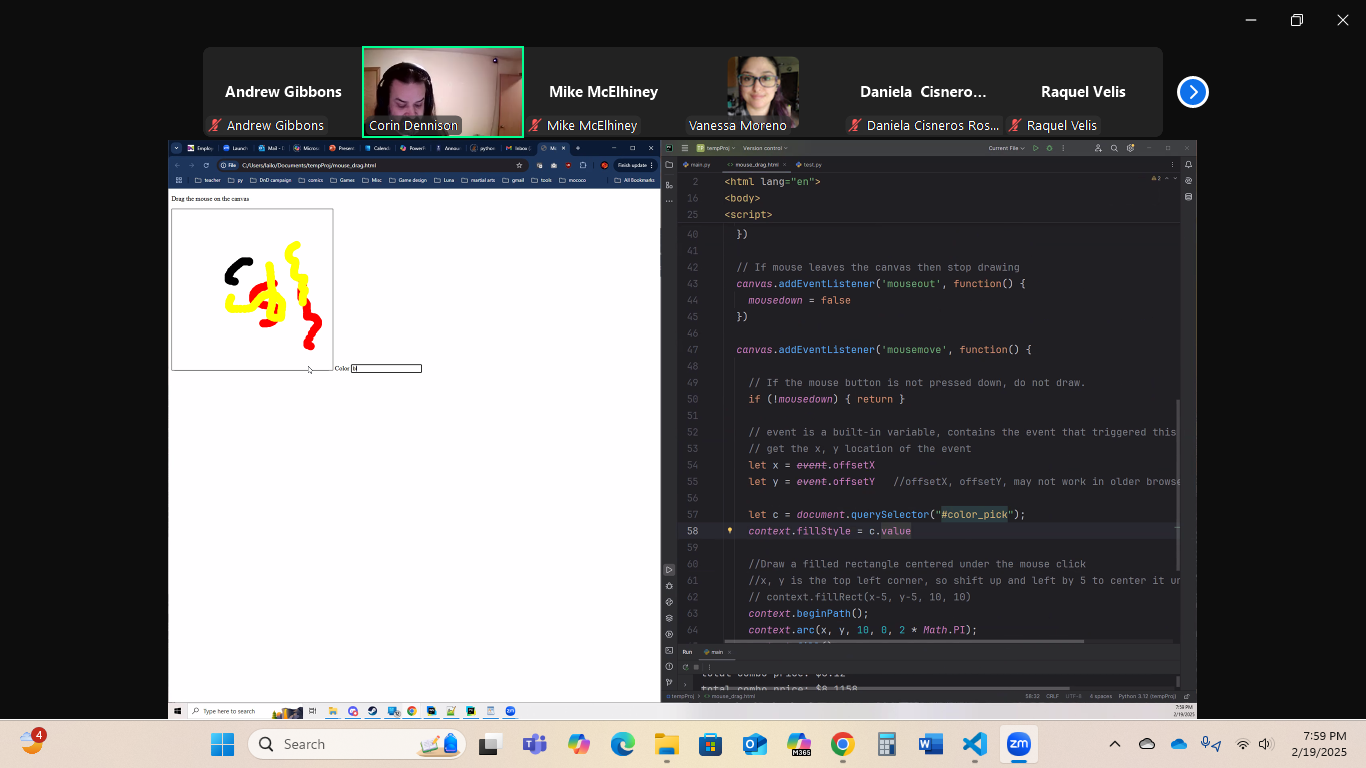 Andrew Gibbons
Mike McElhiney
Daniela Cisnero...
Raquel Velis
Andrew Gibbons
Corin Dennison
Mike McElhiney
Vanessa Moreno
Daniela Cisneros Ros...
Raquel Velis
Employ
Launch
Mail -
Micros
Presen
Calend
PowerP
Announ
python
Inbox (
Mo
File C:/Users/lailo/Documents/tempProj/mouse_drag.html
Finish update
teacher
py
DnD campaign
comics
Games
Misc
Game design
Luna
martial arts
gmail
tools
mococo
All Bookmarks
Drag the mouse on the canvas
Color b
Type here to search
tempProj
Version control
Current File
main.py
mouse_drag.html
test.py
2 <html lang="en">
16 <body>
25 <script>
2
40 })
41
42 // If mouse leaves the canvas then stop drawing
43 canvas.addEventListener('mouseout', function() {
44 mousedown = false
45 })
46
47 canvas.addEventListener('mousemove', function() {
48
49 // If the mouse button is not pressed down, do not draw.
50 if (!mousedown) { return }
51
52 // event is a built-in variable, contains the event that triggered this
53 // get the x, y location of the event
54 let x = event.offsetX
55 let y = event.offsetY //offsetX, offsetY, may not work in older browse
56
57 let c = document.querySelector("#color_pick");
58 context.fillStyle = c.value
59
60 //Draw a filled rectangle centered under the mouse click
61 //x, y is the top left corner, so shift up and left by 5 to center it un
62 // context.fillRect(x-5, y-5, 10, 10)
63 context.beginPath();
64 context.arc(x, y, 10, 0, 2 * Math.PI);
Run
main
total combo price: $8.1158
tempProj > mouse_drag.html
58:32
CRLF
UTF-8
4 spaces
Python 3.12 (tempProj)
7:59 PM
2/19/2025
4
Search
M365
zm
7:59 PM
2/19/2025